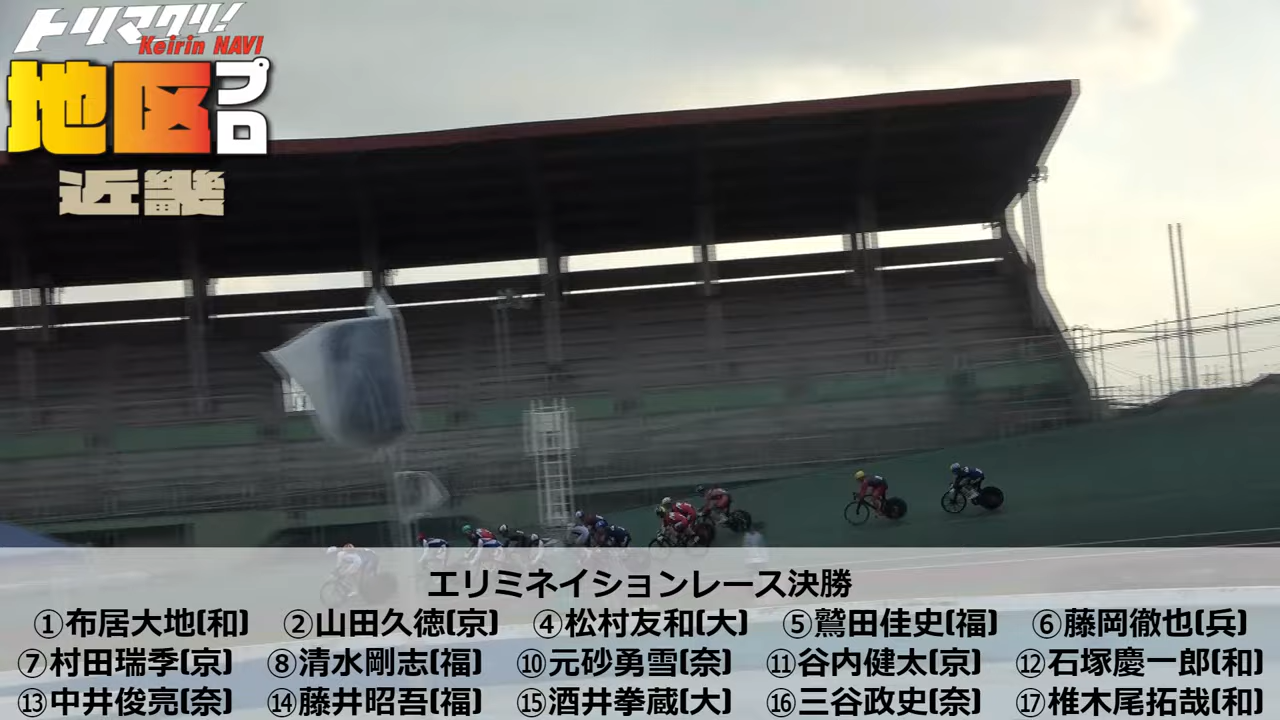 トリマクリ!
Keirin NAVI
地区プロ
近畿
エリミネイションレース決勝
①布居大地(和) ②山田久徳(京) ④松村友和(大) ⑤鷲田佳史(福) ⑥藤岡徹也(兵)
⑦村田瑞季(京) ⑧清水剛志(福) ⑩元砂勇雪(奈) ⑪谷内健太(京) ⑫石塚慶一郎(和)
⑬中井俊亮(奈) ⑭藤井昭吾(福) ⑮酒井拳蔵(大) ⑯三谷政史(奈) ⑰椎木尾拓哉(和)